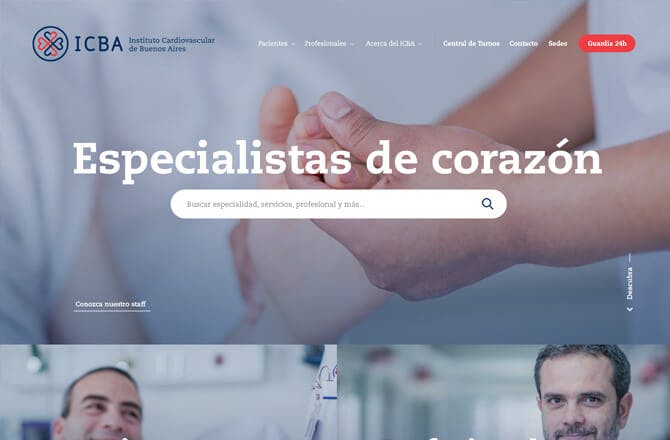 ICBA
Instituto Cardiovascular
de Buenos Aires
Pacientes
Profesionales
Acerca del ICBA
Central de Turnos
Contacto
Sedes
Guardia 24h
Especialistas de corazón
Buscar especialidad, servicios, profesional y más...
Descubra
Conozca nuestro staff